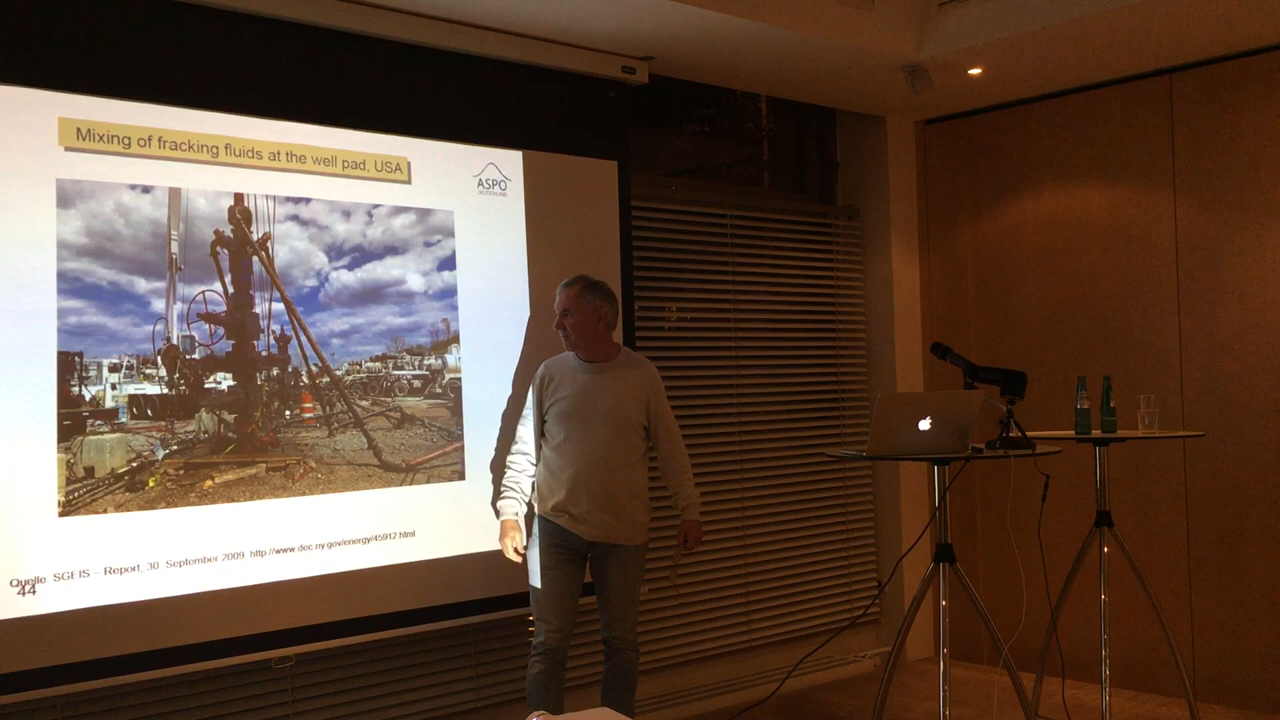 Mixing of fracking fluids at the well pad, USA
ASPO
DEUTSCHLAND
Quelle SGEIS – Report, 30 September 2009 http://www.dec.ny.gov/energy/45912.html
44